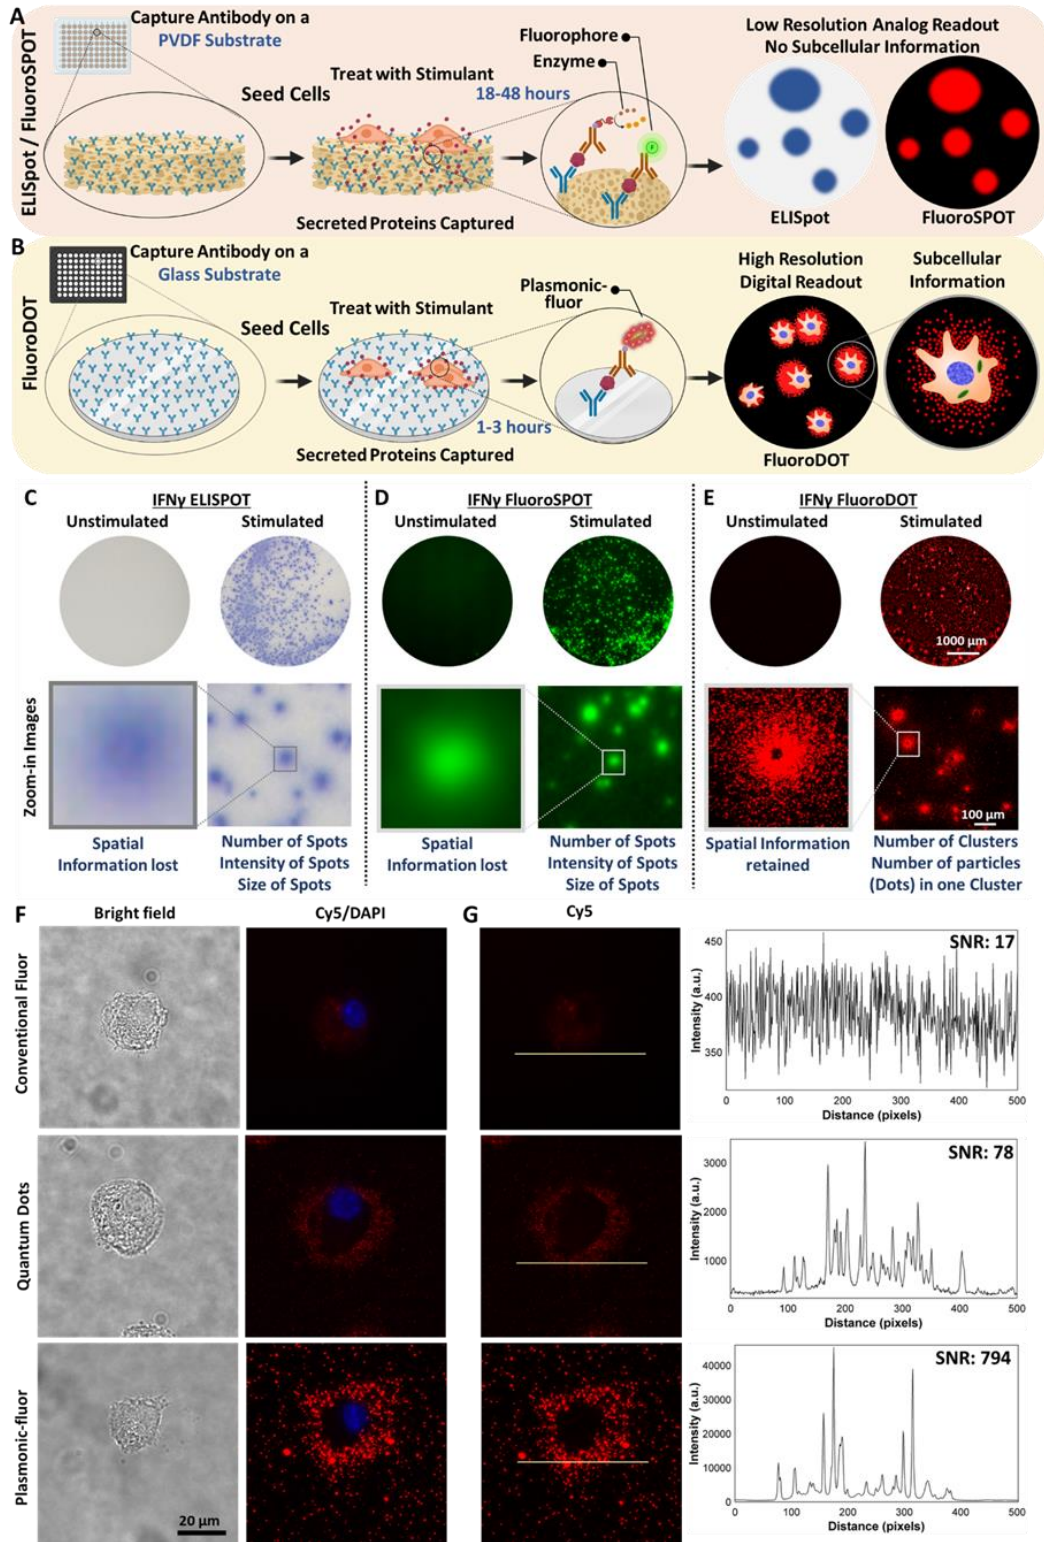 A
ELISpot / FluoroSPOT
Capture Antibody on a
PVDF Substrate
Seed Cells
Treat with Stimulant
18-48 hours
Secreted Proteins Captured
Fluorophore
Enzyme
F
Low Resolution Analog Readout
No Subcellular Information
ELISpot
FluoroSPOT
B
FluoroDOT
Capture Antibody on a
Glass Substrate
Seed Cells
Treat with Stimulant
1-3 hours
Secreted Proteins Captured
Plasmonic-
fluor
High Resolution
Digital Readout
FluoroDOT
Subcellular
Information
C
IFNγ ELISPOT
Unstimulated
Stimulated
Zoom-in Images
Spatial
Information lost
Number of Spots
Intensity of Spots
Size of Spots
D
IFNγ FluoroSPOT
Unstimulated
Stimulated
Spatial
Information lost
Number of Spots
Intensity of Spots
Size of Spots
E
IFNγ FluoroDOT
Unstimulated
Stimulated
1000 µm
100 µm
Spatial Information
retained
Number of Clusters
Number of particles
(Dots) in one Cluster
F
Bright field
Cy5/DAPI
G
Cy5
Conventional Fluor
SNR: 17
Intensity (a.u.)
450
400
350
0 100 200 300 400 500
Distance (pixels)
Quantum Dots
SNR: 78
Intensity (a.u.)
3000
2000
1000
0 100 200 300 400 500
Distance (pixels)
Plasmonic-fluor
20 µm
SNR: 794
Intensity (a.u.)
40000
30000
20000
10000
0
0 100 200 300 400 500
Distance (pixels)